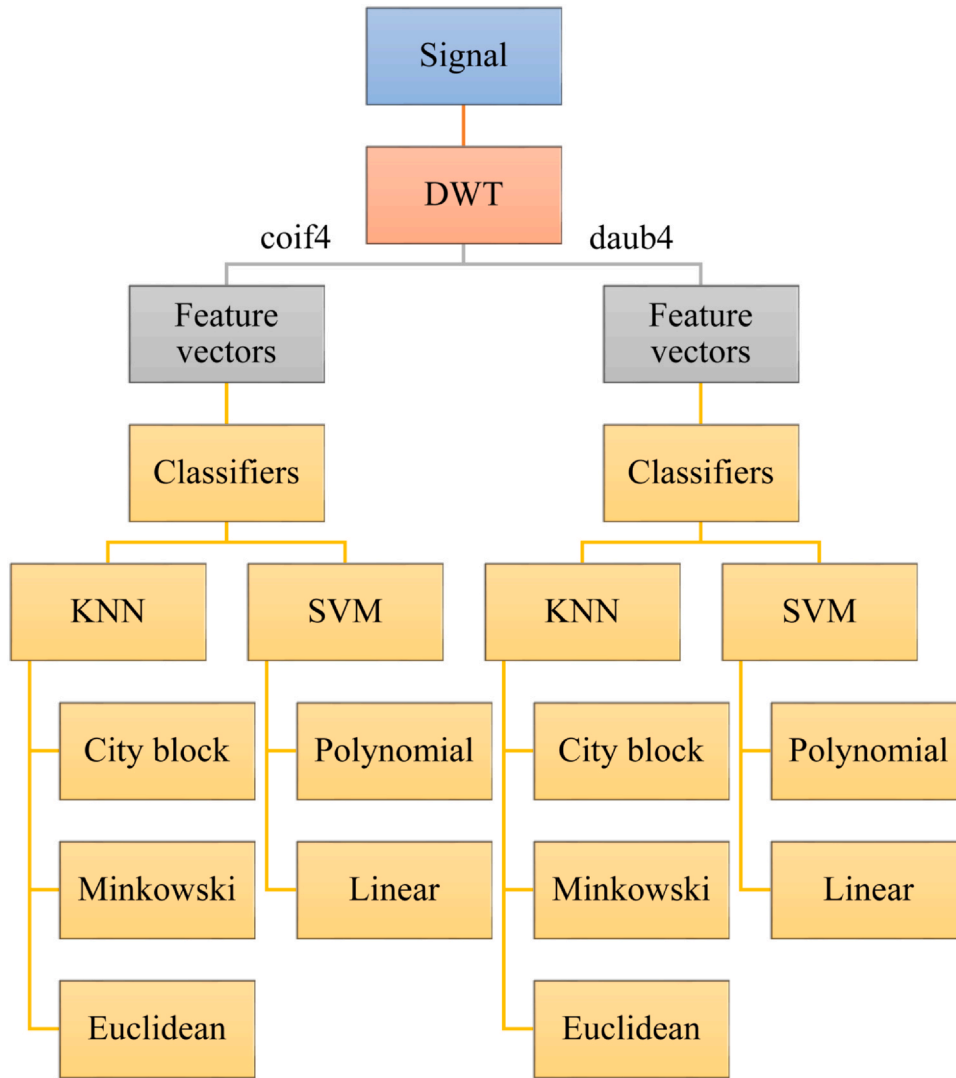 Signal
DWT
coif4
daub4
Feature
vectors
Feature
vectors
Classifiers
Classifiers
KNN
SVM
KNN
SVM
City block
Polynomial
City block
Polynomial
Minkowski
Linear
Minkowski
Linear
Euclidean
Euclidean